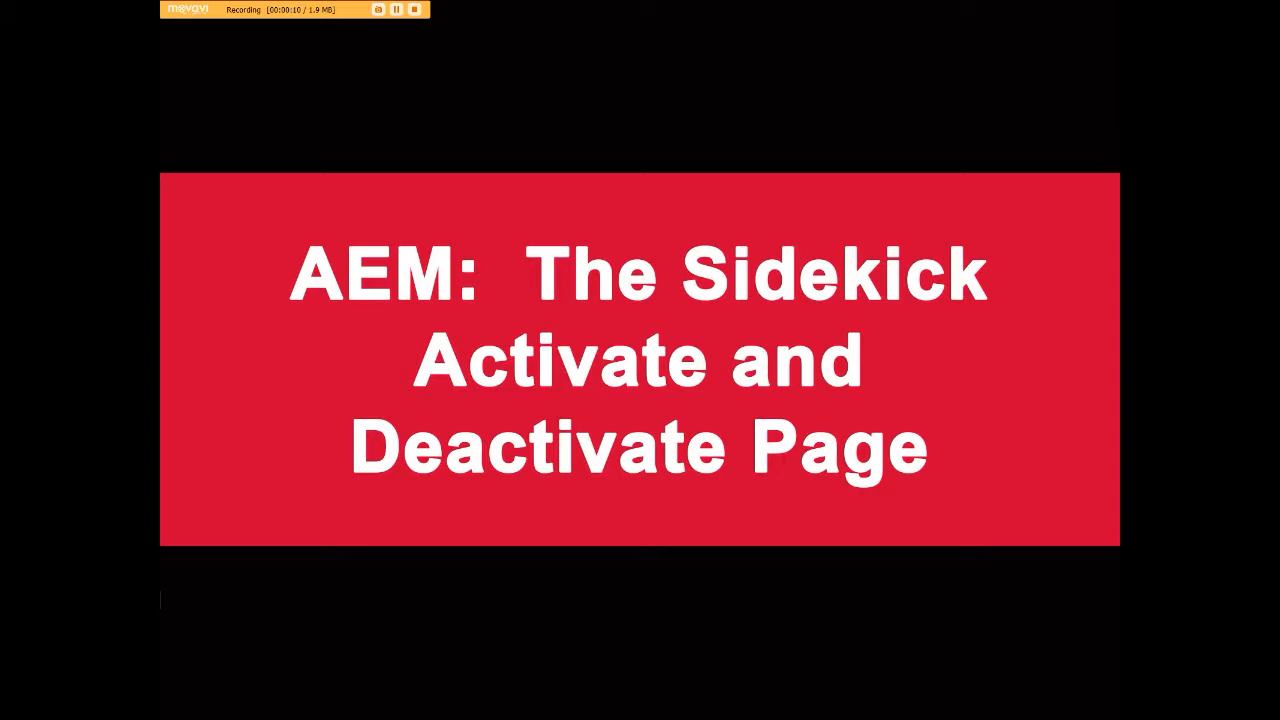 movavi Recording [00:00:10 / 1.9 MB]
AEM: The Sidekick
Activate and
Deactivate Page